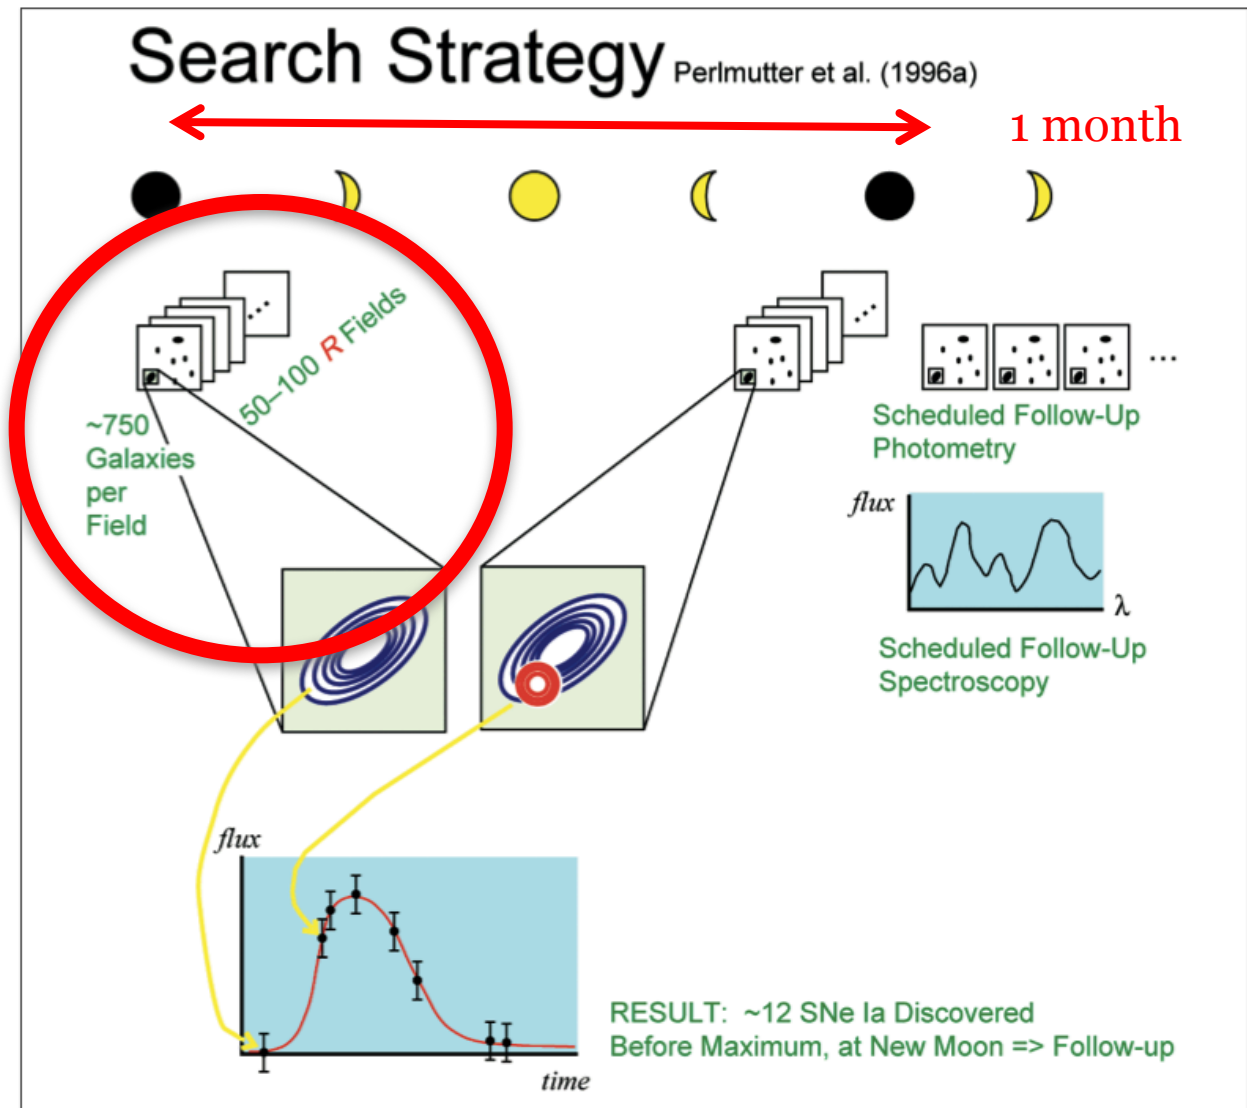 Search Strategy Perlmutter et al. (1996a)
1 month
50–100 R Fields
~750
Galaxies
per
Field
...
Scheduled Follow-Up
Photometry
flux
λ
Scheduled Follow-Up
Spectroscopy
flux
time
RESULT: ~12 SNe Ia Discovered
Before Maximum, at New Moon => Follow-up